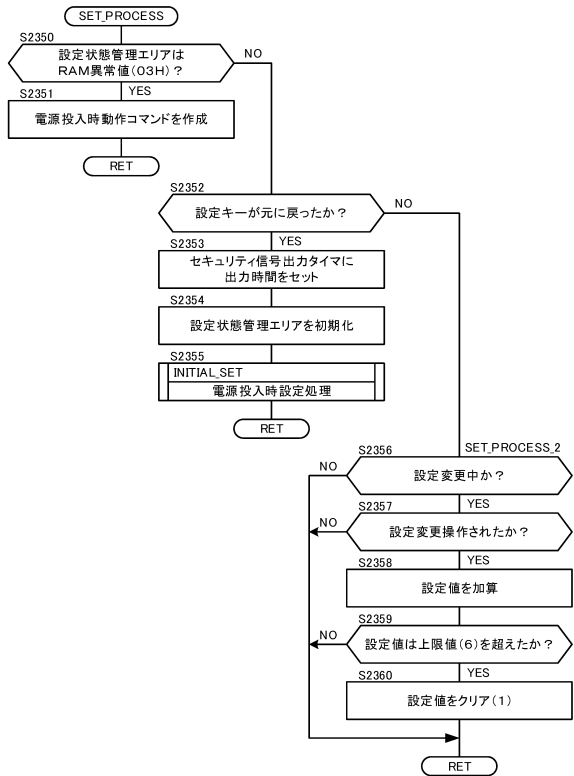 SET_PROCESS
S2350
設定状態管理エリアは
RAM異常値(03H)?
NO
YES
S2351
電源投入時動作コマンドを作成
RET
S2352
設定キーが元に戻ったか?
NO
YES
S2353
セキュリティ信号出力タイマに
出力時間をセット
S2354
設定状態管理エリアを初期化
S2355
INITIAL_SET
電源投入時設定処理
RET
SET_PROCESS_2
S2356
NO
設定変更中か?
YES
S2357
NO
設定変更操作されたか?
YES
S2358
設定値を加算
S2359
NO
設定値は上限値(6)を超えたか?
YES
S2360
設定値をクリア(1)
RET